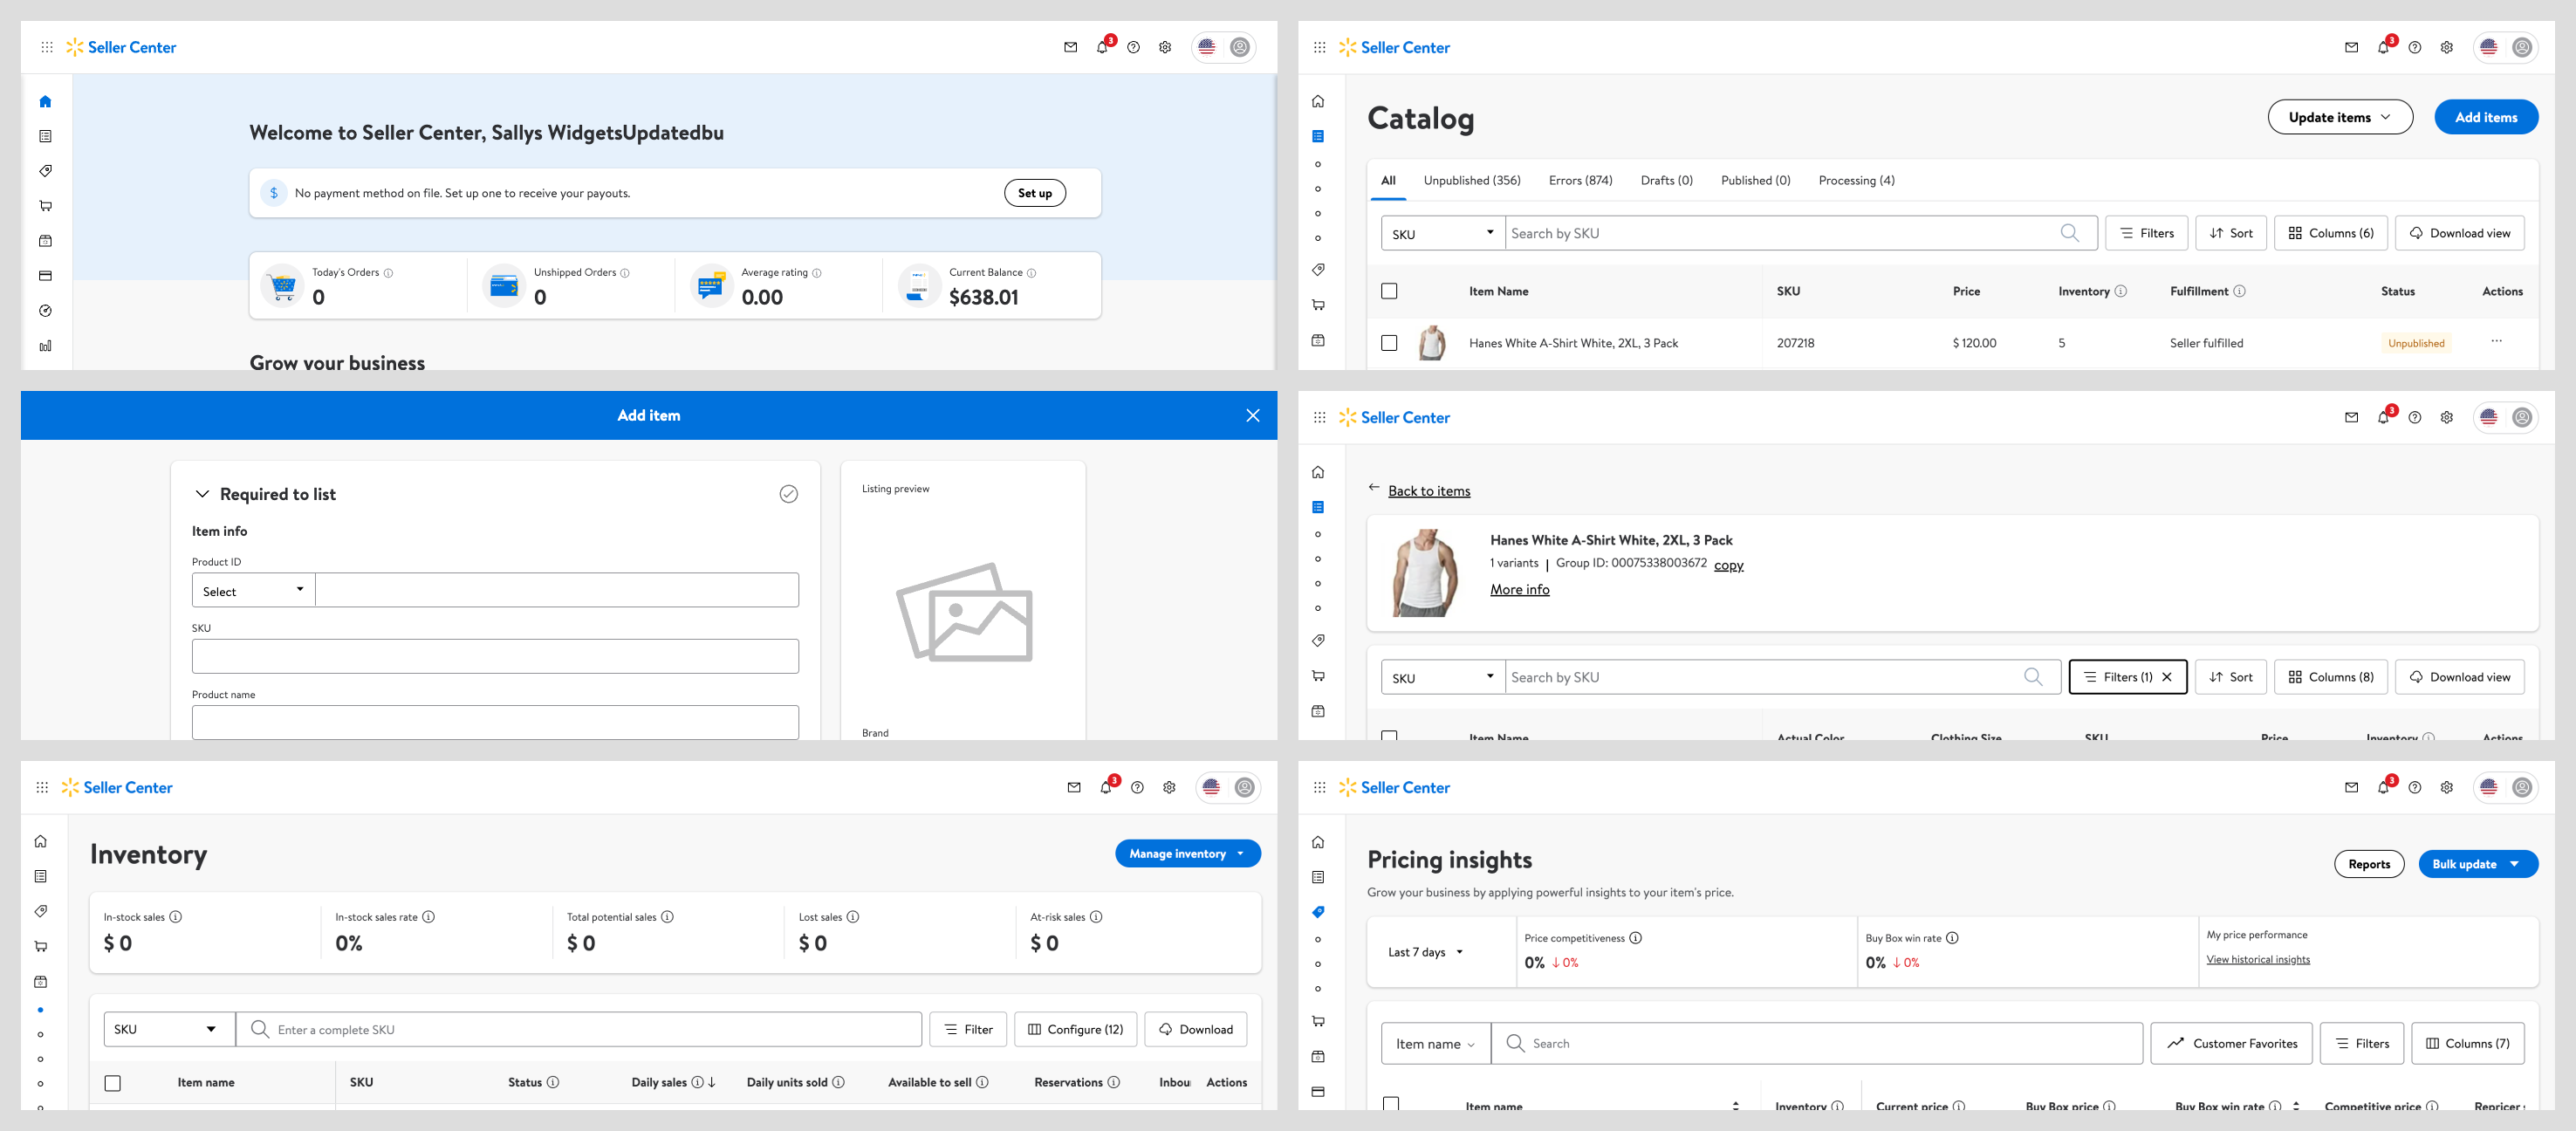 Seller Center
3
Welcome to Seller Center, Sallys WidgetsUpdatedbu
$ No payment method on file. Set up one to receive your payouts. Set up
Today's Orders
0
Unshipped Orders
0
Average rating
0.00
Current Balance
$638.01
Grow your business
Seller Center
3
Catalog
Update items
Add items
All Unpublished (356) Errors (874) Drafts (0) Published (0) Processing (4)
SKU Search by SKU Filters Sort Columns (6) Download view
Item Name SKU Price Inventory Fulfillment Status Actions
Hanes White A-Shirt White, 2XL, 3 Pack 207218 $ 120.00 5 Seller fulfilled Unpublished ...
Add item
Required to list
Item info
Product ID
Select
SKU
Product name
Listing preview
Brand
Seller Center
3
Back to items
Hanes White A-Shirt White, 2XL, 3 Pack
1 variants | Group ID: 00075338003672 copy
More info
SKU Search by SKU Filters (1) Sort Columns (8) Download view
Item Name Actual Color Clothing Size SKU Price Inventory Actions
Seller Center
3
Inventory
Manage inventory
In-stock sales
$ 0
In-stock sales rate
0%
Total potential sales
$ 0
Lost sales
$ 0
At-risk sales
$ 0
SKU Enter a complete SKU Filter Configure (12) Download
Item name SKU Status Daily sales Daily units sold Available to sell Reservations Inbou Actions
Seller Center
3
Pricing insights
Grow your business by applying powerful insights to your item's price.
Reports
Bulk update
Last 7 days
Price competitiveness
0% ↓ 0%
Buy Box win rate
0% ↓ 0%
My price performance
View historical insights
Item name Search Customer Favorites Filters Columns (7)
Item name Inventory Current price Buy Box price Buy Box win rate Competitive price Repricer